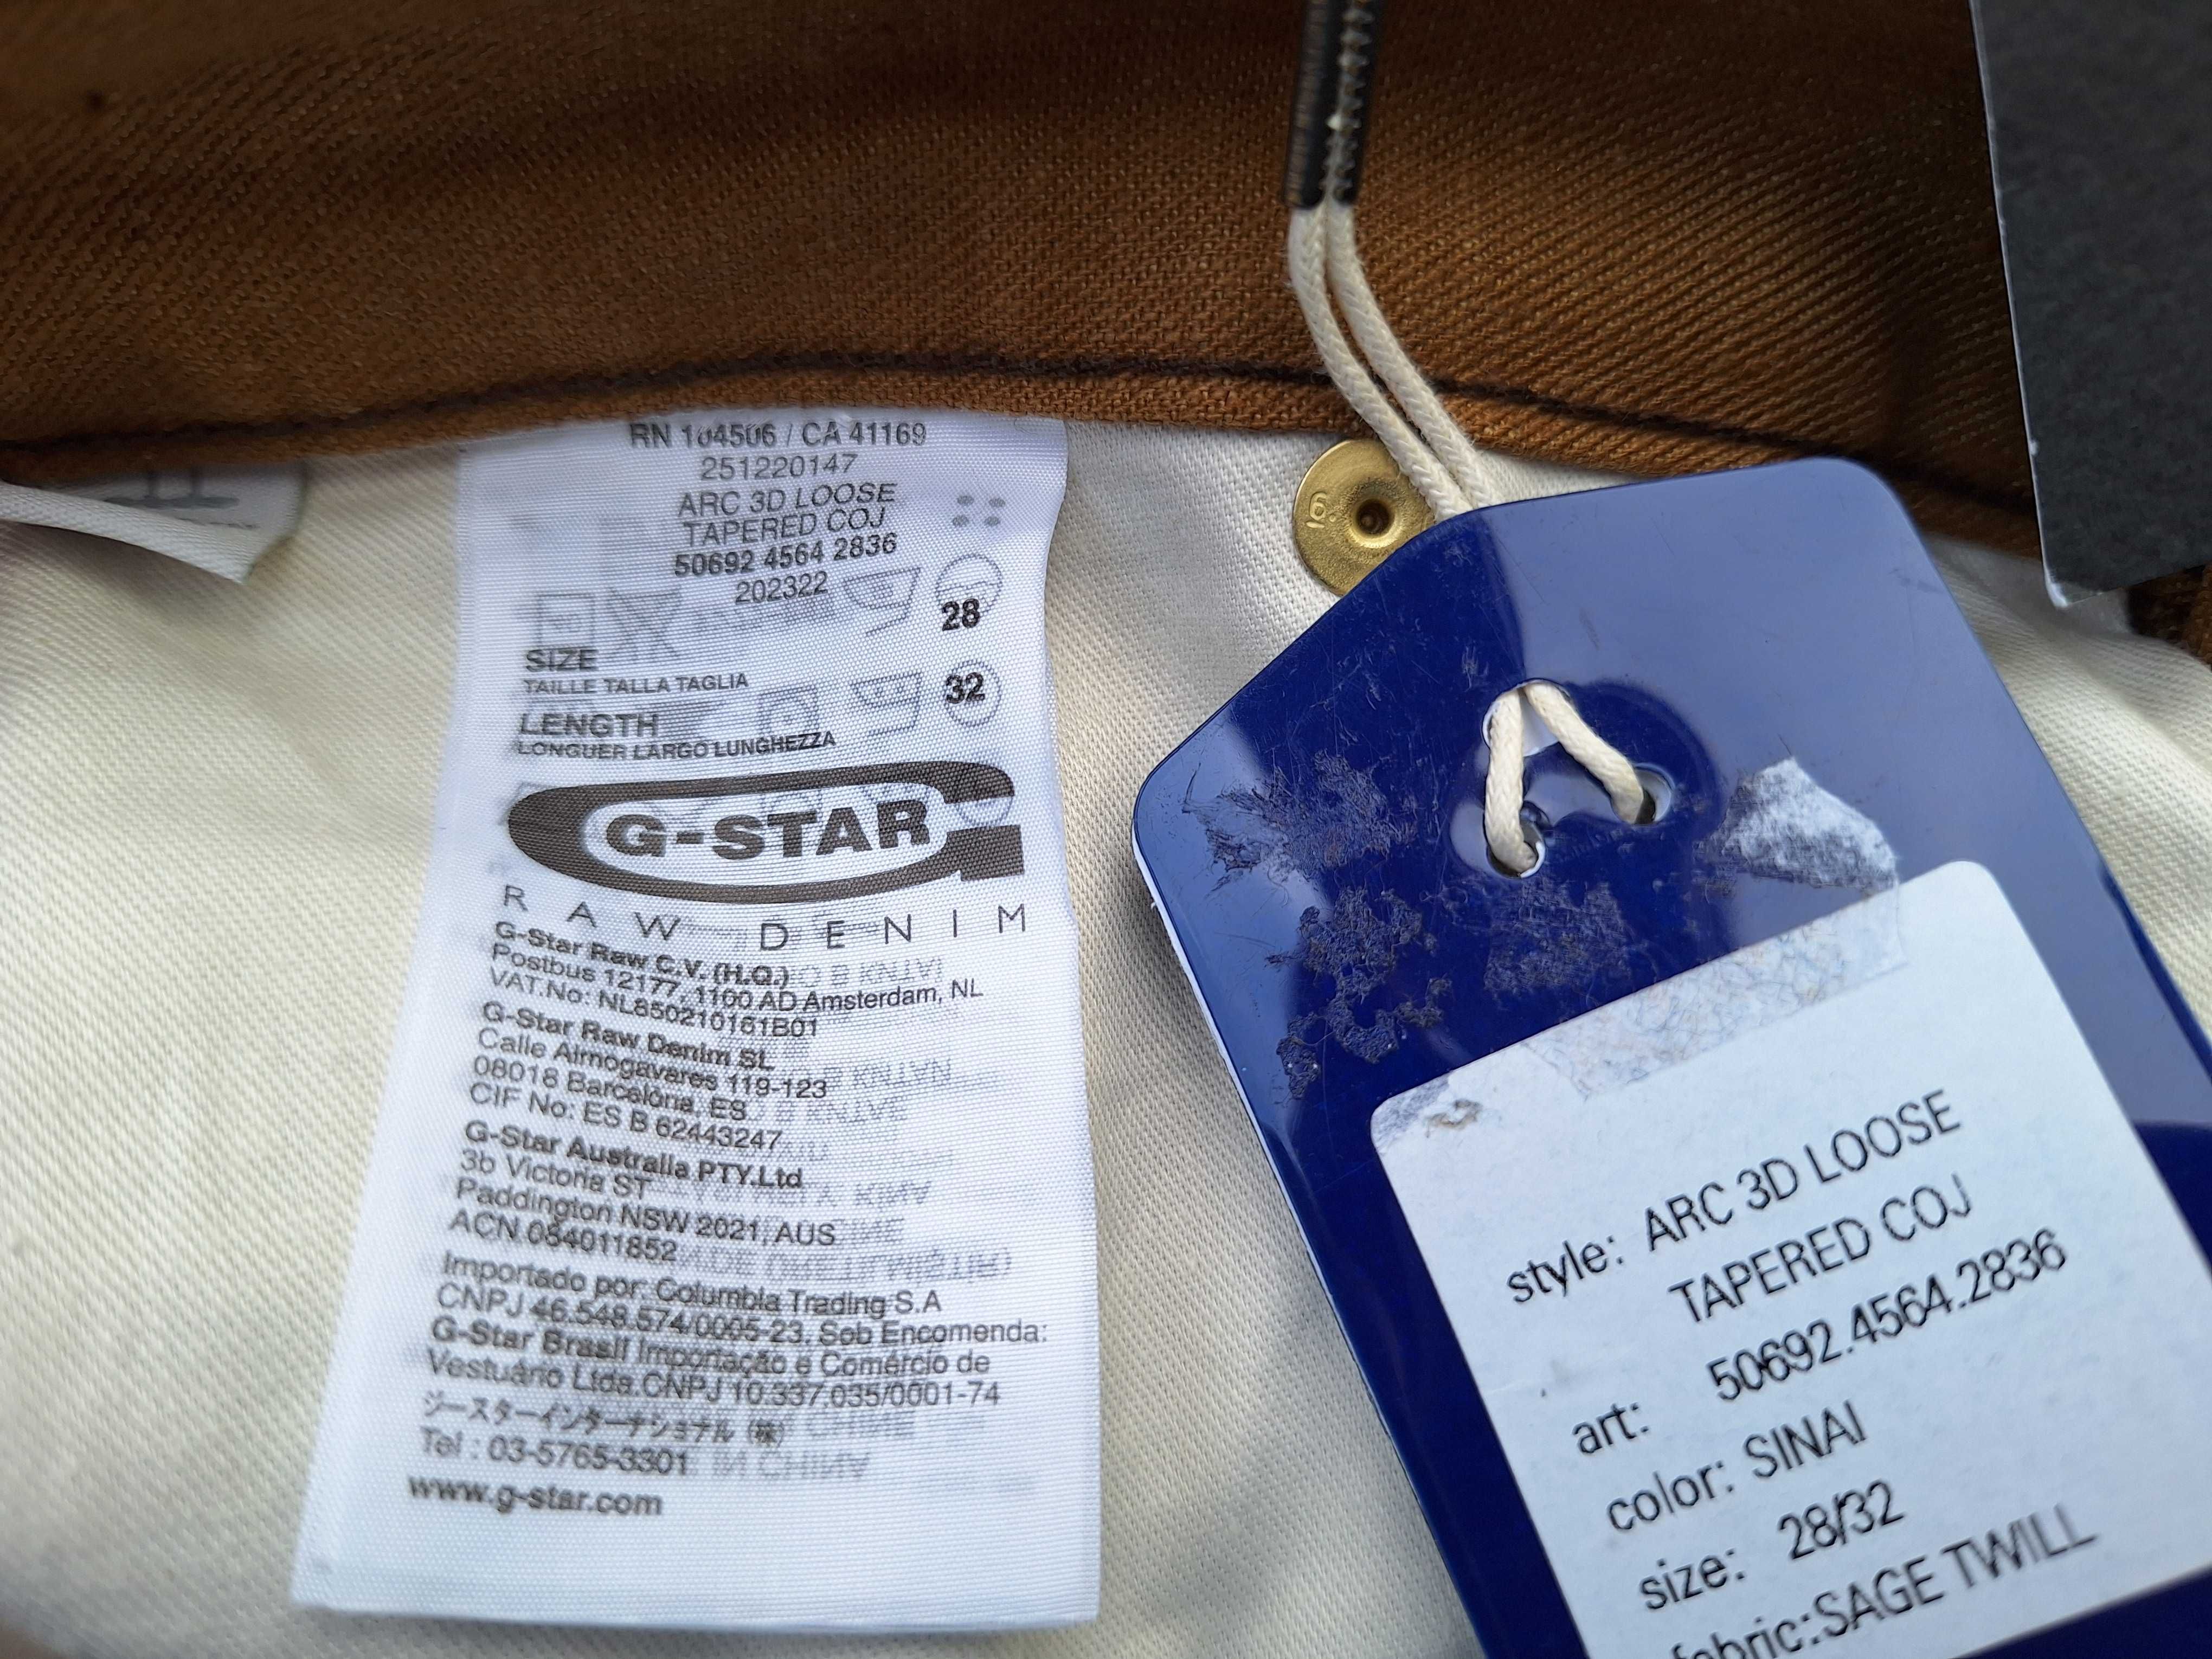 RN 104506 / CA 41169
251220147
ARC 3D LOOSE
TAPERED COJ
50692 4564 2836
202322
28
SIZE
TAILLE TALLA TAGLIA
32
LENGTH
LONGUER LARGO LUNGHEZZA
G-STAR
RAW DENIM
G-Star Raw C.V. (H.Q.)
Postbus 12177, 1100 AD Amsterdam, NL
VAT.No: NL850210161B01
G-Star Raw Denim SL
Calle Almogavares 119-123
08018 Barcelona, ES
CIF No: ES B 62443247
G-Star Australia PTY.Ltd
3b Victoria ST
Paddington NSW 2021, AUS
ACN 084011852
Importado por: Columbia Trading S.A
CNPJ 46.548.574/0005-23. Sob Encomenda:
G-Star Brasil Importação e Comércio de
Vestuário Ltda.CNPJ 10.337.035/0001-74
ジースターインターナショナル (株)
Tel : 03-5765-3301
www.g-star.com
style: ARC 3D LOOSE
TAPERED COJ
art: 50692.4564.2836
color: SINAI
size: 28/32
fabric:SAGE TWILL